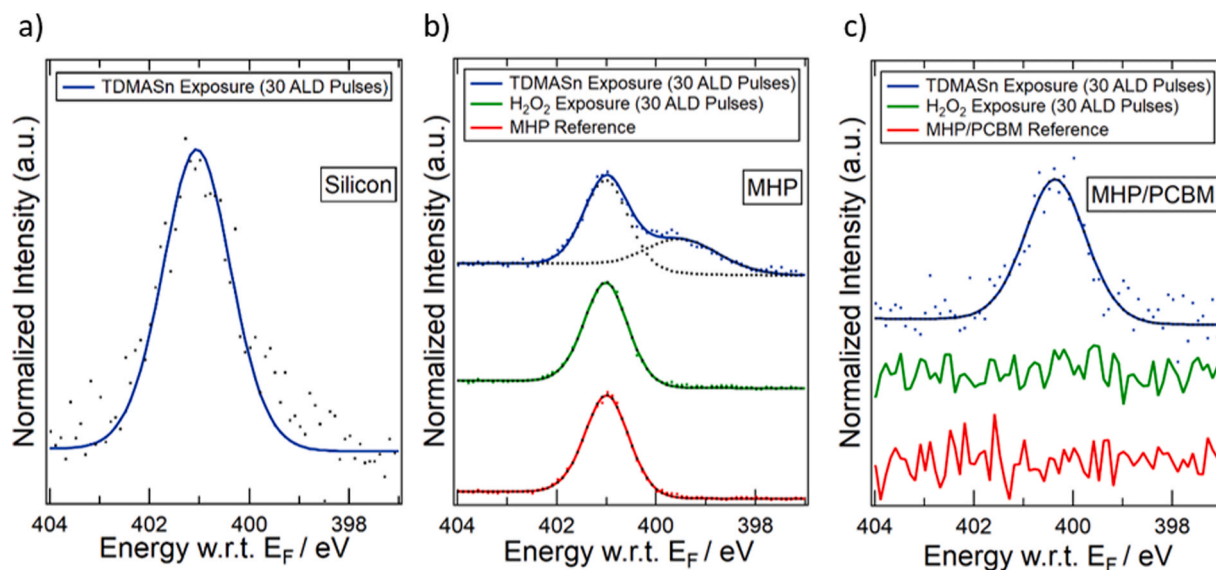 a)
TDMASn Exposure (30 ALD Pulses)
Silicon
Normalized Intensity (a.u.)
404 402 400 398
Energy w.r.t. E_F / eV
b)
TDMASn Exposure (30 ALD Pulses)
H₂O₂ Exposure (30 ALD Pulses)
MHP Reference
MHP
Normalized Intensity (a.u.)
404 402 400 398
Energy w.r.t. E_F / eV
c)
TDMASn Exposure (30 ALD Pulses)
H₂O₂ Exposure (30 ALD Pulses)
MHP/PCBM Reference
MHP/PCBM
Normalized Intensity (a.u.)
404 402 400 398
Energy w.r.t. E_F / eV